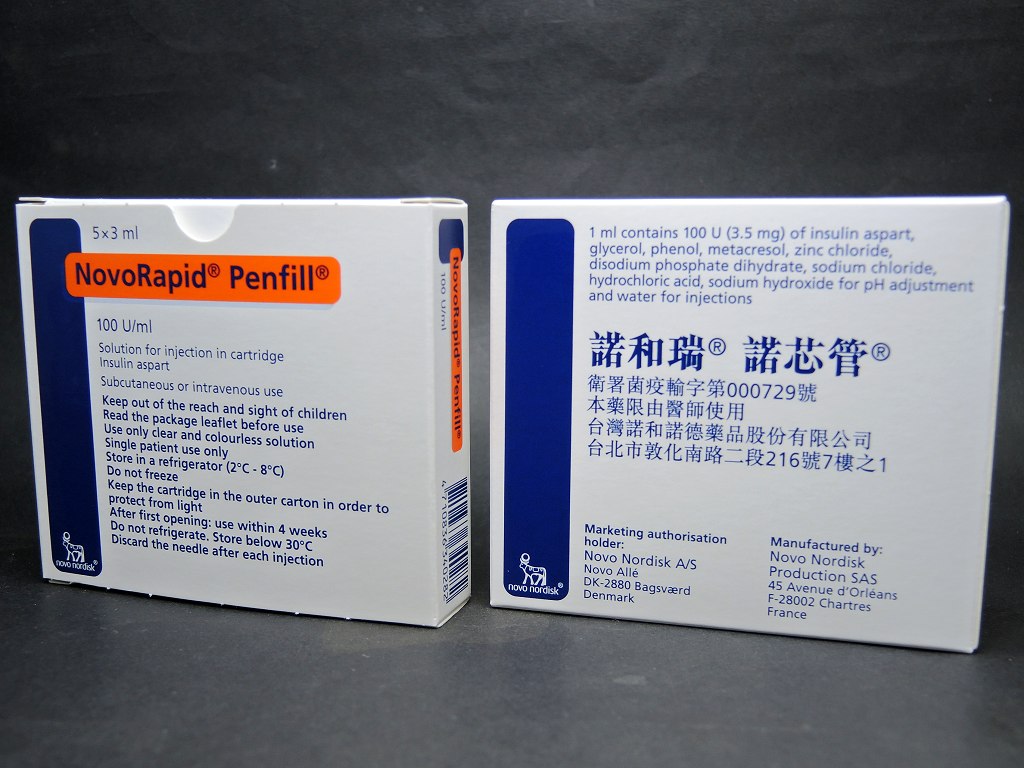 5×3 ml
NovoRapid® Penfill®
100 U/ml
Solution for injection in cartridge
Insulin aspart
Subcutaneous or intravenous use
Keep out of the reach and sight of children
Read the package leaflet before use
Use only clear and colourless solution
Single patient use only
Store in a refrigerator (2°C - 8°C)
Do not freeze
Keep the cartridge in the outer carton in order to
protect from light
After first opening: use within 4 weeks
Do not refrigerate. Store below 30°C
Discard the needle after each injection
novo nordisk®
NovoRapid® Penfill®
100 U/ml
1 ml contains 100 U (3.5 mg) of insulin aspart,
glycerol, phenol, metacresol, zinc chloride,
disodium phosphate dihydrate, sodium chloride,
hydrochloric acid, sodium hydroxide for pH adjustment
and water for injections
諾和瑞® 諾芯管®
衛署菌疫輸字第000729號
本藥限由醫師使用
台灣諾和諾德藥品股份有限公司
台北市敦化南路二段216號7樓之1
Marketing authorisation
holder:
Novo Nordisk A/S
Novo Allé
DK-2880 Bagsværd
Denmark
Manufactured by:
Novo Nordisk
Production SAS
45 Avenue d'Orléans
F-28002 Chartres
France
novo nordisk®